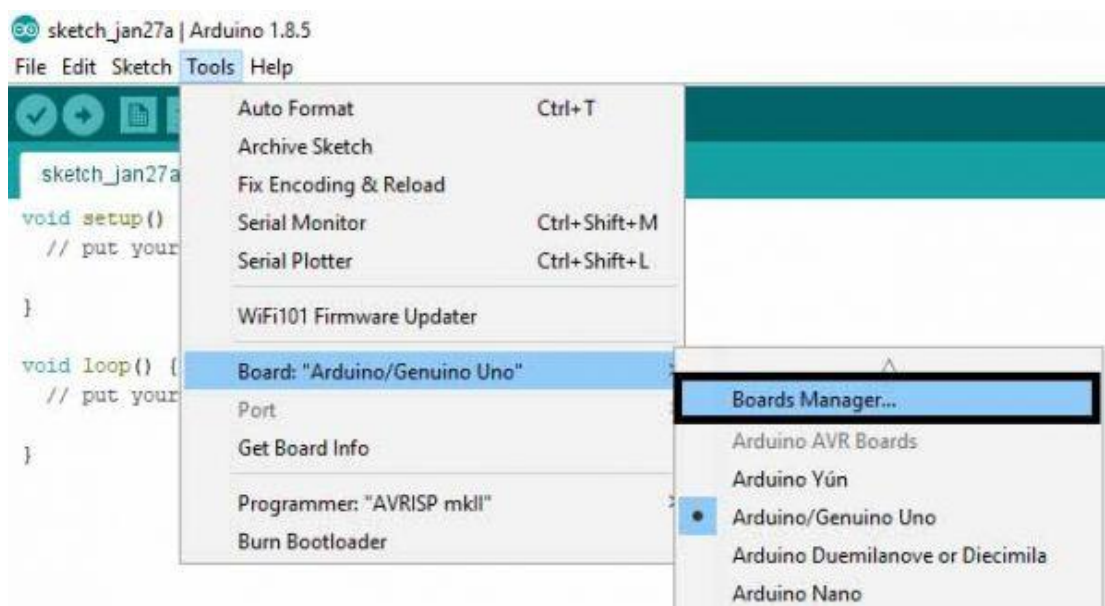 sketch_jan27a | Arduino 1.8.5
File Edit Sketch Tools Help
Auto Format Ctrl+T
Archive Sketch
sketch_jan27a
Fix Encoding & Reload
void setup()
Serial Monitor Ctrl+Shift+M
// put your
Serial Plotter Ctrl+Shift+L
}
WiFi101 Firmware Updater
void loop() {
Board: "Arduino/Genuino Uno"
// put your
Port
}
Get Board Info
Programmer: "AVRISP mkII"
Burn Bootloader
Boards Manager...
Arduino AVR Boards
Arduino Yún
Arduino/Genuino Uno
Arduino Duemilanove or Diecimila
Arduino Nano